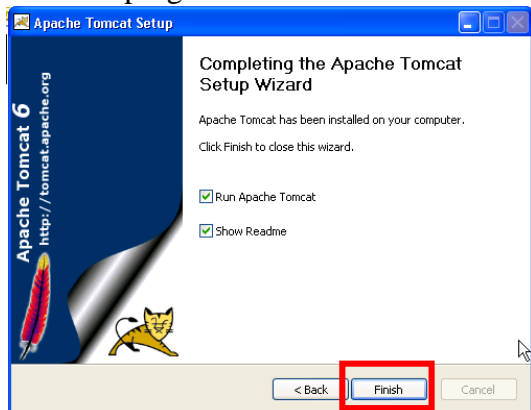 Apache Tomcat Setup
Apache Tomcat 6
http://tomcat.apache.org
Completing the Apache Tomcat
Setup Wizard
Apache Tomcat has been installed on your computer.
Click Finish to close this wizard.
Run Apache Tomcat
Show Readme
< Back
Finish
Cancel